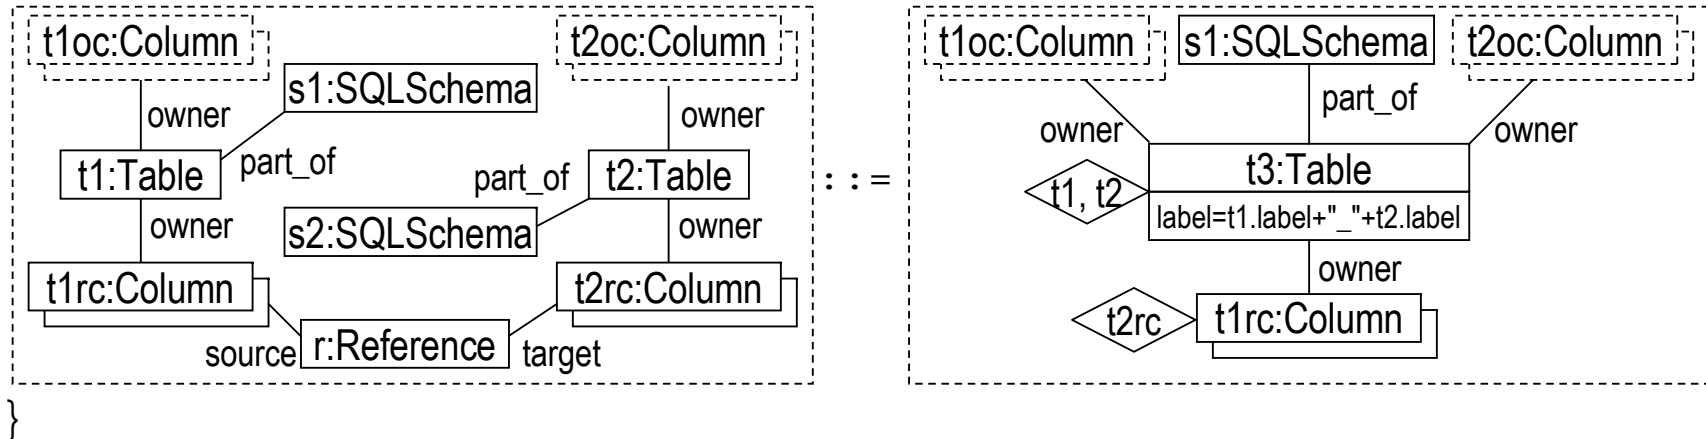 t1oc:Column
t2oc:Column
s1:SQLSchema
owner
owner
t1:Table
part_of
part_of
t2:Table
owner
s2:SQLSchema
owner
t1rc:Column
t2rc:Column
source
r:Reference
target
::=
t1oc:Column
s1:SQLSchema
t2oc:Column
part_of
owner
owner
t3:Table
t1, t2
label=t1.label+"_"+t2.label
owner
t2rc
t1rc:Column
}